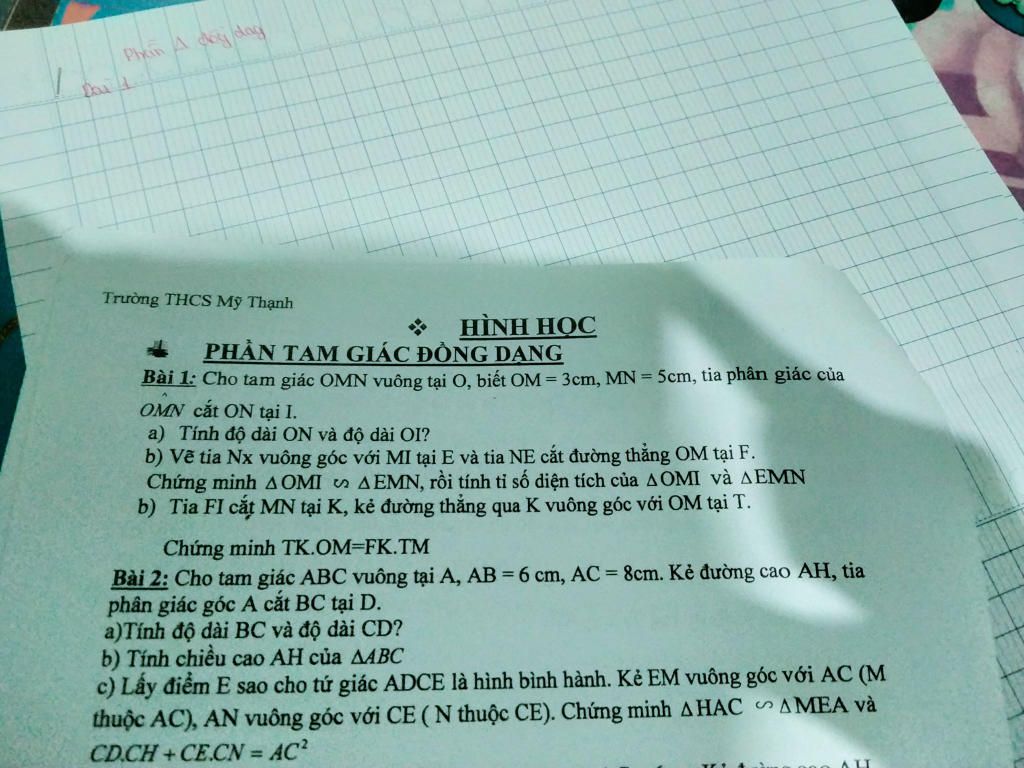 Phần Δ đồng dạng
Bài 1
Trường THCS Mỹ Thạnh
❖ HÌNH HỌC
PHẦN TAM GIÁC ĐỒNG DẠNG
Bài 1: Cho tam giác OMN vuông tại O, biết OM = 3cm, MN = 5cm, tia phân giác của
OMN cắt ON tại I.
a) Tính độ dài ON và độ dài OI?
b) Vẽ tia Nx vuông góc với MI tại E và tia NE cắt đường thẳng OM tại F.
Chứng minh Δ OMI ∽ Δ EMN, rồi tính tỉ số diện tích của Δ OMI và Δ EMN
b) Tia FI cắt MN tại K, kẻ đường thẳng qua K vuông góc với OM tại T.
Chứng minh TK.OM=FK.TM
Bài 2: Cho tam giác ABC vuông tại A, AB = 6 cm, AC = 8cm. Kẻ đường cao AH, tia
phân giác góc A cắt BC tại D.
a)Tính độ dài BC và độ dài CD?
b) Tính chiều cao AH của ΔABC
c) Lấy điểm E sao cho tứ giác ADCE là hình bình hành. Kẻ EM vuông góc với AC (M
thuộc AC), AN vuông góc với CE ( N thuộc CE). Chứng minh Δ HAC ∽ Δ MEA và
CD.CH + CE.CN = AC²